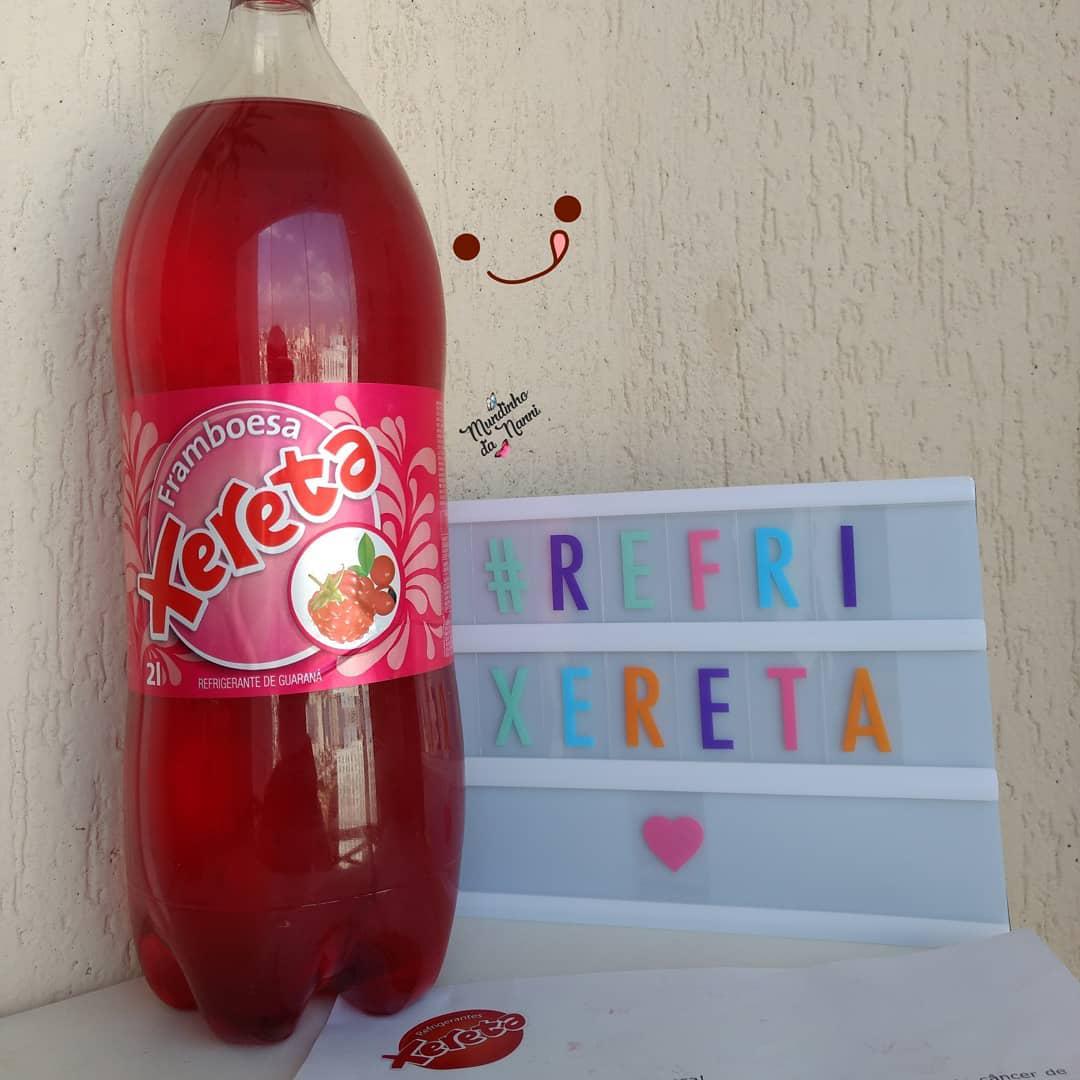 Framboesa
Xereta
2l
REFRIGERANTE DE GUARANÁ
Mundinho
da Nanni
#REFRI
XERETA
Refrigerantes
Xereta
câncer de